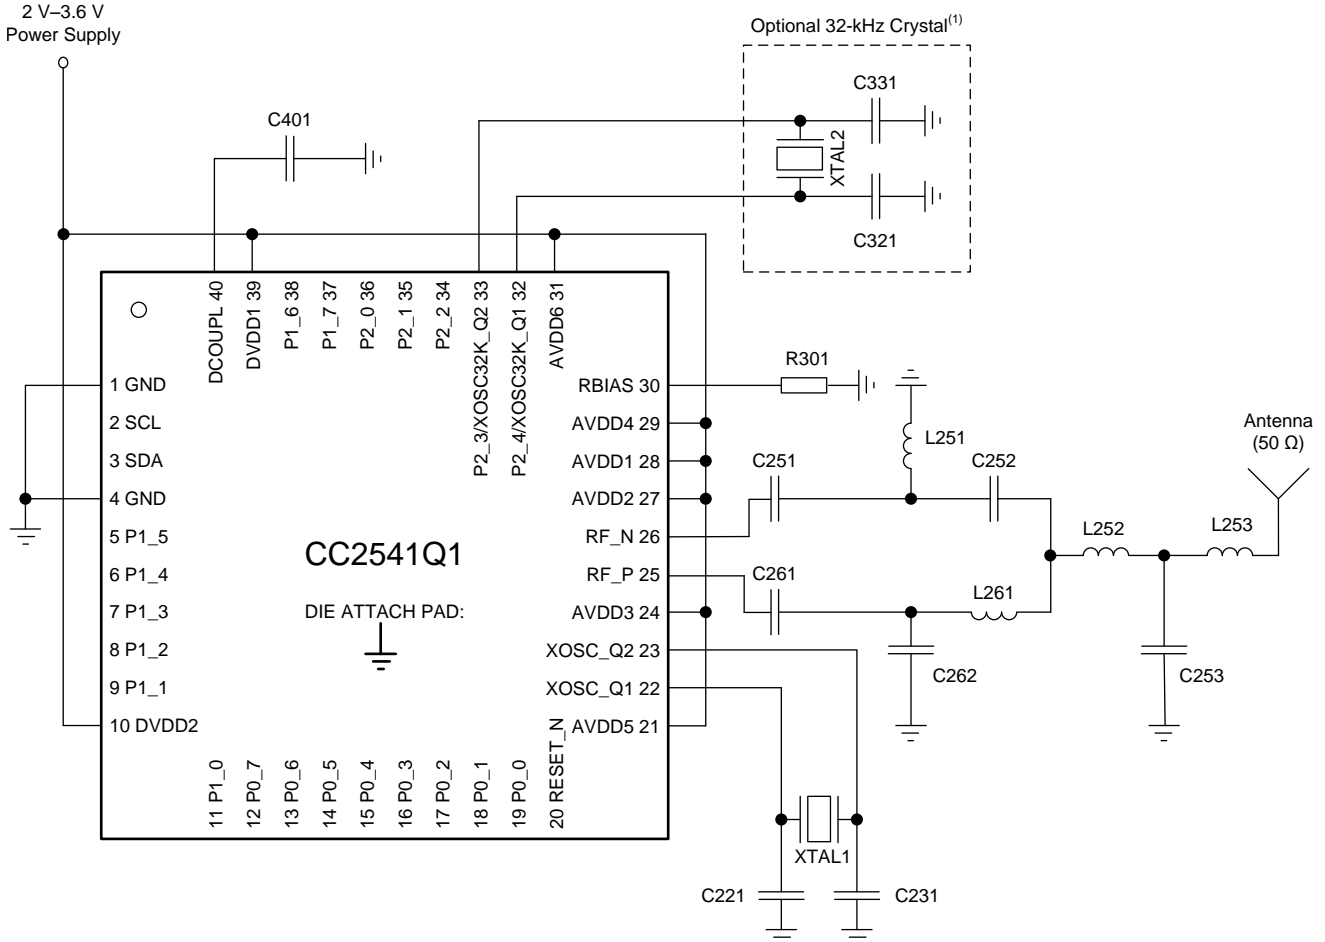 2 V–3.6 V
Power Supply
Optional 32-kHz Crystal(1)
C331
C401
XTAL2
C321
DCOUPL 40
DVDD1 39
P1_6 38
P1_7 37
P2_0 36
P2_1 35
P2_2 34
P2_3/XOSC32K_Q2 33
P2_4/XOSC32K_Q1 32
AVDD6 31
1 GND
2 SCL
3 SDA
4 GND
5 P1_5
6 P1_4
7 P1_3
8 P1_2
9 P1_1
10 DVDD2
CC2541Q1
DIE ATTACH PAD:
RBIAS 30
AVDD4 29
AVDD1 28
AVDD2 27
RF_N 26
RF_P 25
AVDD3 24
XOSC_Q2 23
XOSC_Q1 22
AVDD5 21
11 P1_0
12 P0_7
13 P0_6
14 P0_5
15 P0_4
16 P0_3
17 P0_2
18 P0_1
19 P0_0
20 RESET_N
R301
L251
C251
C252
Antenna
(50 Ω)
L252
L253
C261
L261
C262
C253
XTAL1
C221
C231